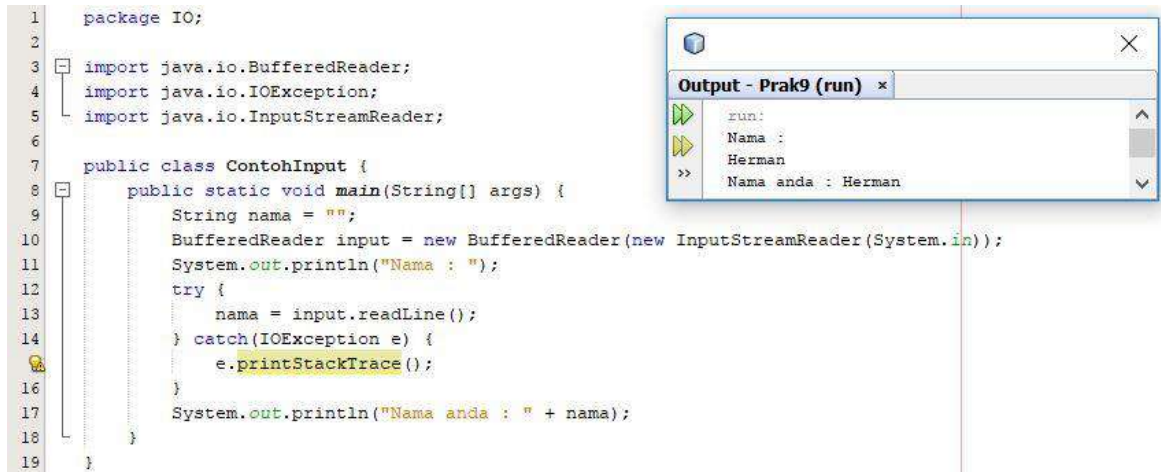 1 package IO;
2
3 import java.io.BufferedReader;
4 import java.io.IOException;
5 import java.io.InputStreamReader;
6
7 public class ContohInput {
8 public static void main(String[] args) {
9 String nama = "";
10 BufferedReader input = new BufferedReader(new InputStreamReader(System.in));
11 System.out.println("Nama : ");
12 try {
13 nama = input.readLine();
14 } catch(IOException e) {
e.printStackTrace();
16 }
17 System.out.println("Nama anda : " + nama);
18 }
19 }
Output - Prak9 (run) ×
run:
Nama :
Herman
Nama anda : Herman